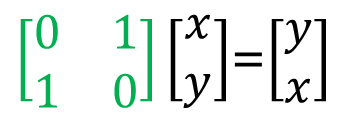 [0 1] [x] = [y]
[1 0] [y] [x]